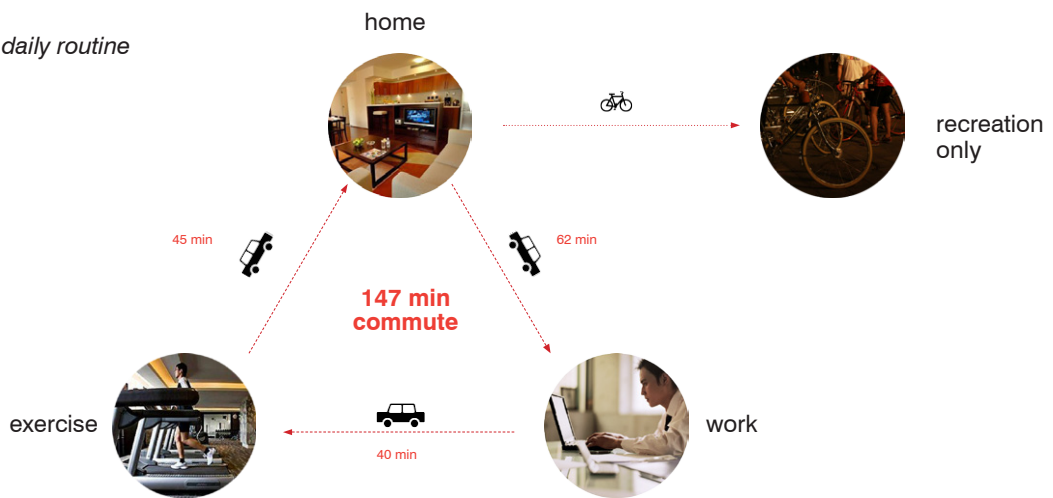 home
daily routine
recreation
only
45 min
62 min
147 min
commute
exercise
work
40 min